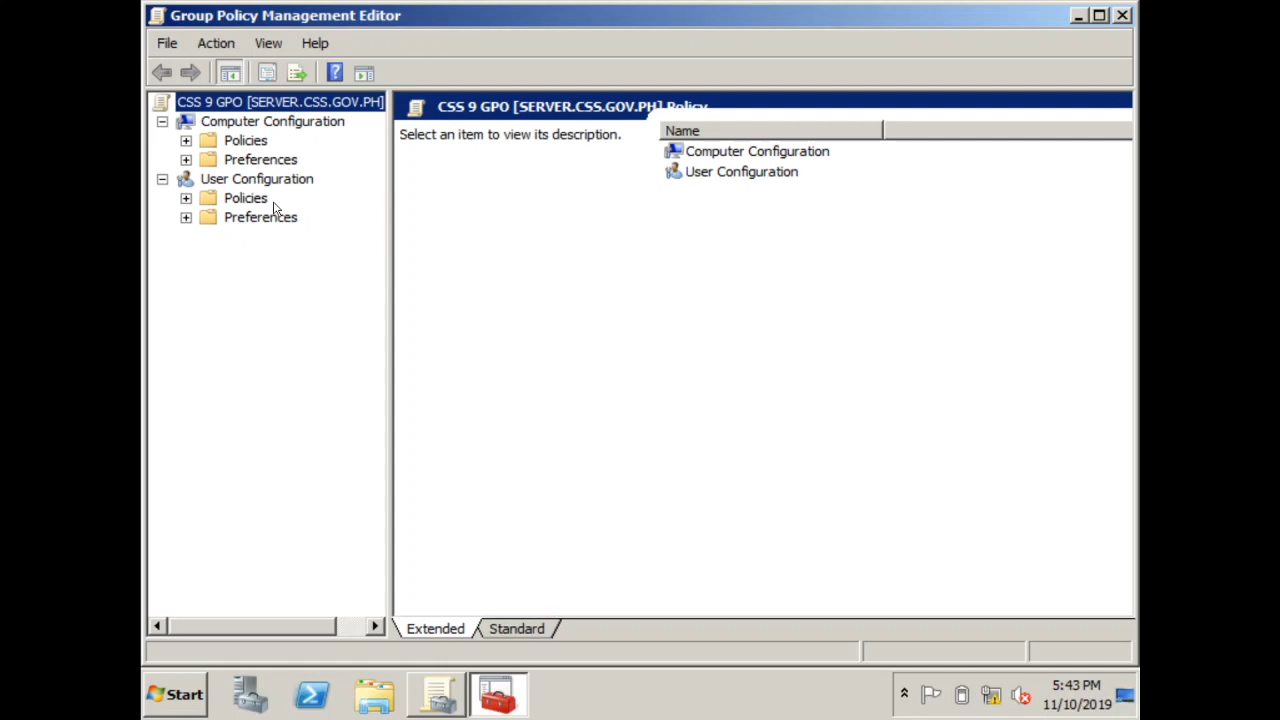 Group Policy Management Editor
File Action View Help
CSS 9 GPO [SERVER.CSS.GOV.PH]
Computer Configuration
Policies
Preferences
User Configuration
Policies
Preferences
CSS 9 GPO [SERVER.CSS.GOV.PH] Policy
Select an item to view its description.
Name
Computer Configuration
User Configuration
Extended Standard
Start
5:43 PM
11/10/2019